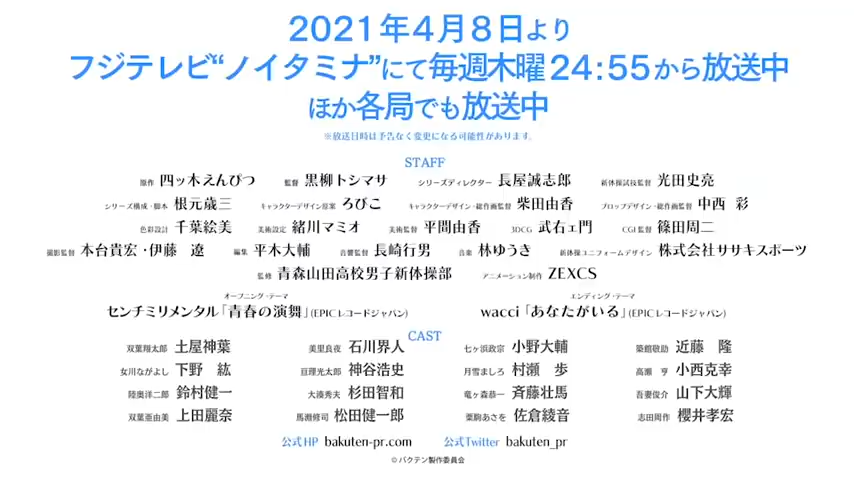 2021年4月8日より
フジテレビ“ノイタミナ”にて毎週木曜24:55から放送中
ほか各局でも放送中
※放送日時は予告なく変更になる可能性があります。
STAFF
原作 四ッ木えんぴつ 監督 黒柳トシマサ シリーズディレクター 長屋誠志郎 新体操試技監督 光田史亮
シリーズ構成・脚本 根元歳三 キャラクターデザイン原案 ろびこ キャラクターデザイン・総作画監督 柴田由香 プロップデザイン・総作画監督 中西 彩
色彩設計 千葉絵美 美術設定 緒川マミオ 美術監督 平間由香 3DCG 武右ェ門 CGI監督 篠田周二
撮影監督 本台貴宏・伊藤 遼 編集 平木大輔 音響監督 長崎行男 音楽 林ゆうき 新体操ユニフォームデザイン 株式会社ササキスポーツ
監修 青森山田高校男子新体操部 アニメーション制作 ZEXCS
オープニング・テーマ エンディング・テーマ
センチミリメンタル「青春の演舞」(EPICレコードジャパン) wacci「あなたがいる」(EPICレコードジャパン)
CAST
双葉翔太郎 土屋神葉 美里良夜 石川界人 七ヶ浜政宗 小野大輔 築館敬助 近藤 隆
女川ながよし 下野 紘 亘理光太郎 神谷浩史 月雪ましろ 村瀬 歩 高瀬 亨 小西克幸
陸奥洋二郎 鈴村健一 大湊秀夫 杉田智和 竜ヶ森恭一 斉藤壮馬 吾妻俊介 山下大輝
双葉亜由美 上田麗奈 馬淵修司 松田健一郎 栗駒あさを 佐倉綾音 志田周作 櫻井孝宏
公式HP bakuten-pr.com 公式Twitter bakuten_pr
©バクテン製作委員会